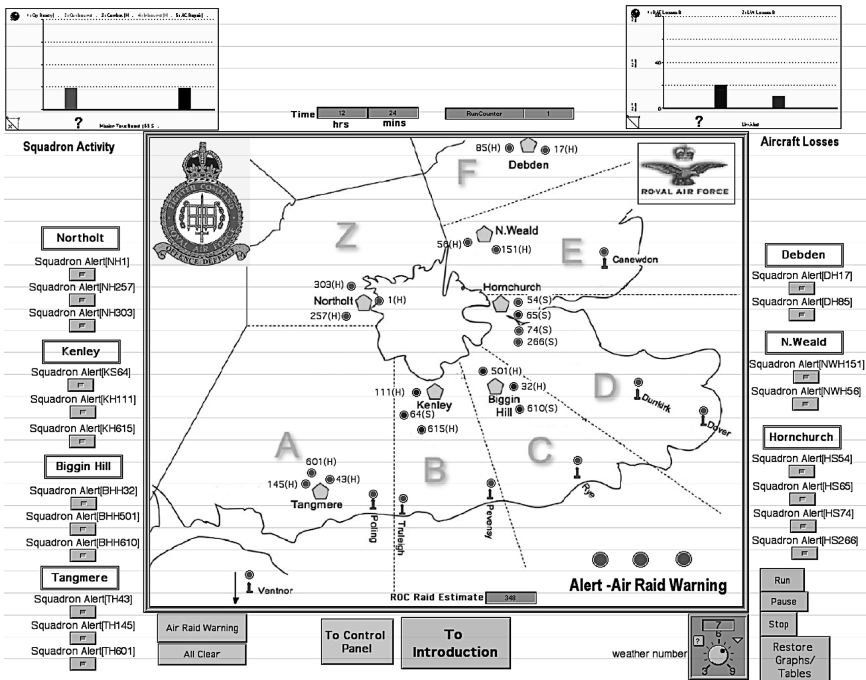 Time 12 24
hrs mins
RunCounter 1
Squadron Activity
Aircraft Losses
?
?
Northolt
Squadron Alert[NH1]
Squadron Alert[NH257]
Squadron Alert[NH303]
Kenley
Squadron Alert[KS64]
Squadron Alert[KH111]
Squadron Alert[KH615]
Biggin Hill
Squadron Alert[BHH32]
Squadron Alert[BHH501]
Squadron Alert[BHH610]
Tangmere
Squadron Alert[TH43]
Squadron Alert[TH145]
Squadron Alert[TH601]
85(H) 17(H)
Debden
F
ROYAL AIR FORCE
Z
N.Weald
56(H) 151(H)
E
Canewdon
303(H)
Northolt 1(H)
257(H)
Hornchurch
54(S)
65(S)
74(S)
266(S)
501(H)
111(H) 32(H)
Kenley
Biggin
Hill
64(S) 610(S)
615(H)
D
Dunkirk
Dover
A
B
C
601(H)
145(H) 43(H)
Tangmere
Poling
Truleigh
Pevensy
Rye
Ventnor
Alert -Air Raid Warning
ROC Raid Estimate 348
Debden
Squadron Alert[DH17]
Squadron Alert[DH85]
N.Weald
Squadron Alert[NWH151]
Squadron Alert[NWH56]
Hornchurch
Squadron Alert[HS54]
Squadron Alert[HS65]
Squadron Alert[HS74]
Squadron Alert[HS266]
Air Raid Warning
All Clear
To Control
Panel
To
Introduction
weather number
7
6
?
3 9
Run
Pause
Stop
Restore
Graphs/
Tables